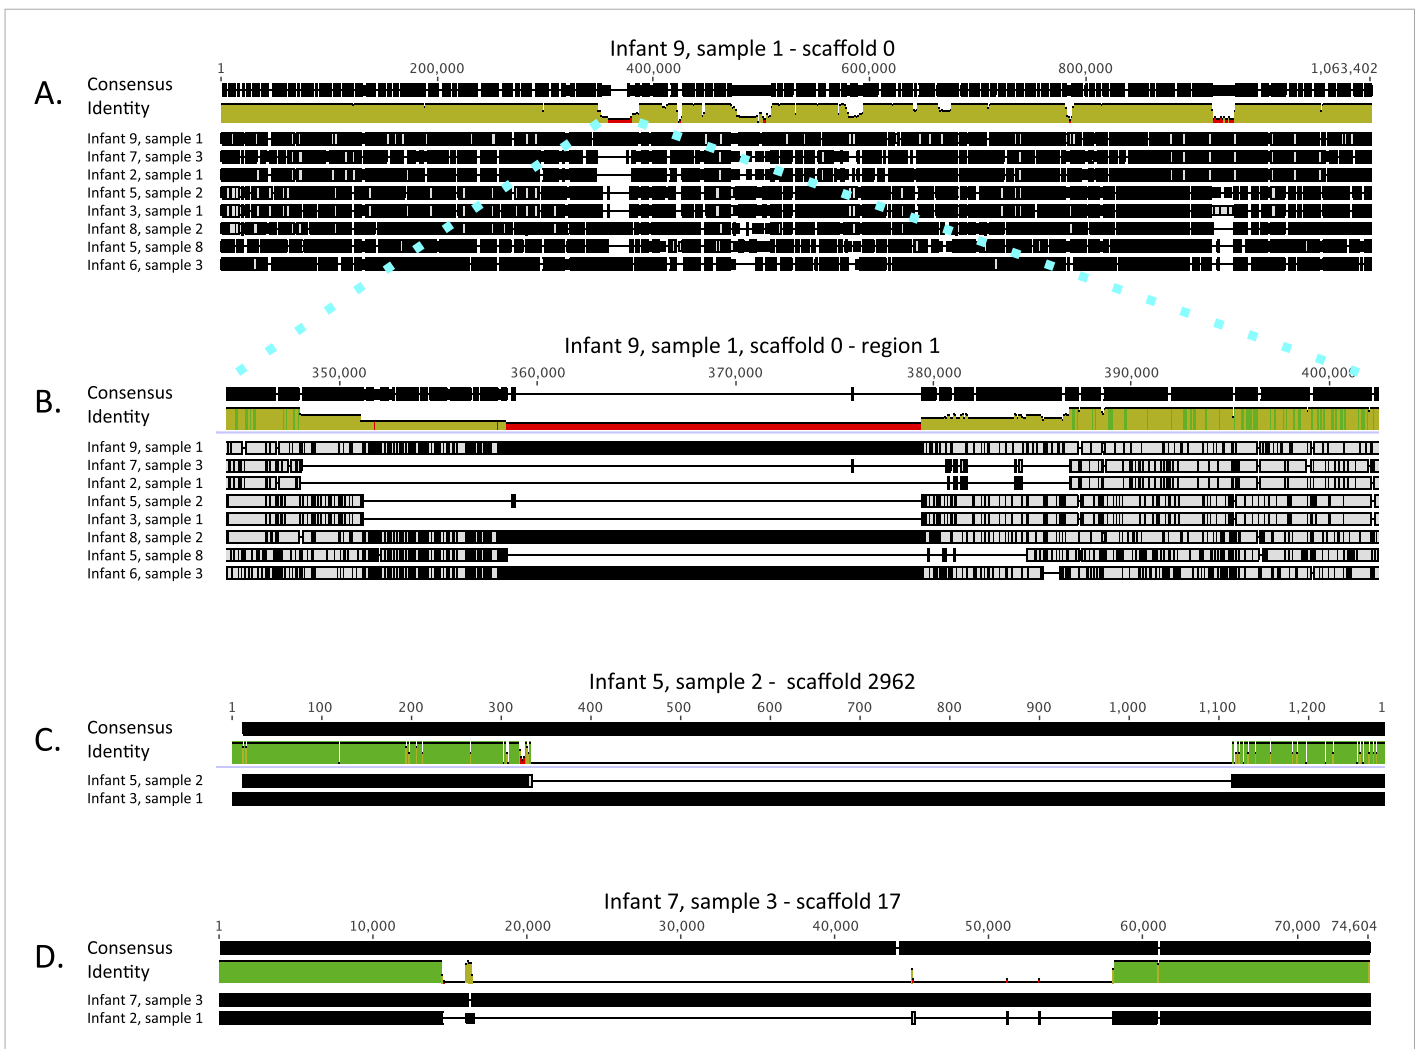 Infant 9, sample 1 - scaffold 0
1 200,000 400,000 600,000 800,000 1,063,402
A.
Consensus
Identity
Infant 9, sample 1
Infant 7, sample 3
Infant 2, sample 1
Infant 5, sample 2
Infant 3, sample 1
Infant 8, sample 2
Infant 5, sample 8
Infant 6, sample 3
Infant 9, sample 1, scaffold 0 - region 1
350,000 360,000 370,000 380,000 390,000 400,000
B.
Consensus
Identity
Infant 9, sample 1
Infant 7, sample 3
Infant 2, sample 1
Infant 5, sample 2
Infant 3, sample 1
Infant 8, sample 2
Infant 5, sample 8
Infant 6, sample 3
Infant 5, sample 2 - scaffold 2962
1 100 200 300 400 500 600 700 800 900 1,000 1,100 1,200 1
C.
Consensus
Identity
Infant 5, sample 2
Infant 3, sample 1
Infant 7, sample 3 - scaffold 17
1 10,000 20,000 30,000 40,000 50,000 60,000 70,000 74,604
D.
Consensus
Identity
Infant 7, sample 3
Infant 2, sample 1